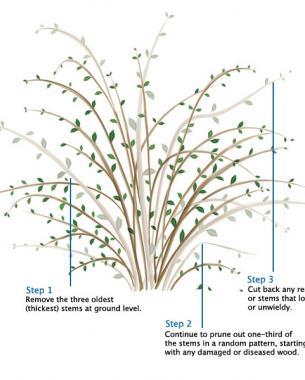 Step 1
Remove the three oldest
(thickest) stems at ground level.
Step 2
Continue to prune out one-third of
the stems in a random pattern, starting
with any damaged or diseased wood.
Step 3
Cut back any re
or stems that lo
or unwieldy.